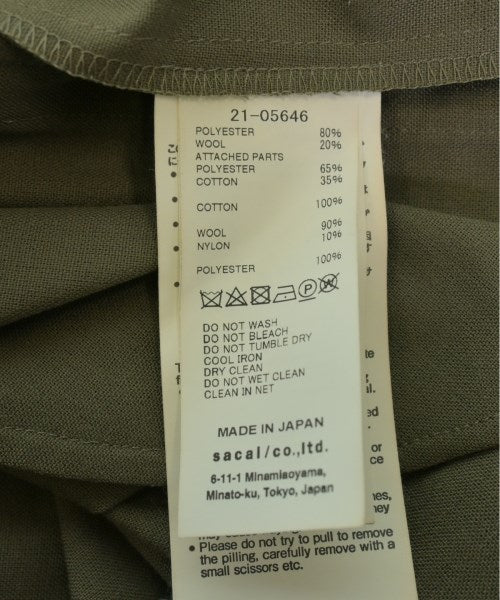 21-05646
POLYESTER 80%
WOOL 20%
ATTACHED PARTS
POLYESTER 65%
COTTON 35%
COTTON 100%
WOOL 90%
NYLON 10%
POLYESTER 100%
P W
DO NOT WASH
DO NOT BLEACH
DO NOT TUMBLE DRY
COOL IRON
DRY CLEAN
DO NOT WET CLEAN
CLEAN IN NET
MADE IN JAPAN
sacai/co.,ltd.
6-11-1 Minamiaoyama,
Minato-ku, Tokyo, Japan
• Please do not try to pull to remove
the pilling, carefully remove with a
small scissors etc.